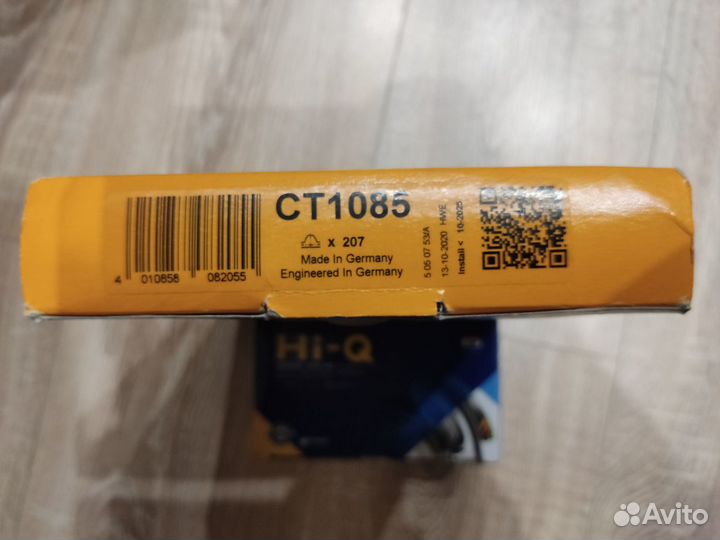 CT1085
x 207
Made In Germany
Engineered In Germany
4 010858 082055
5 05 07 53/A
13-10-2020 HWE
Install < 10-2025
Hi-Q
Avito